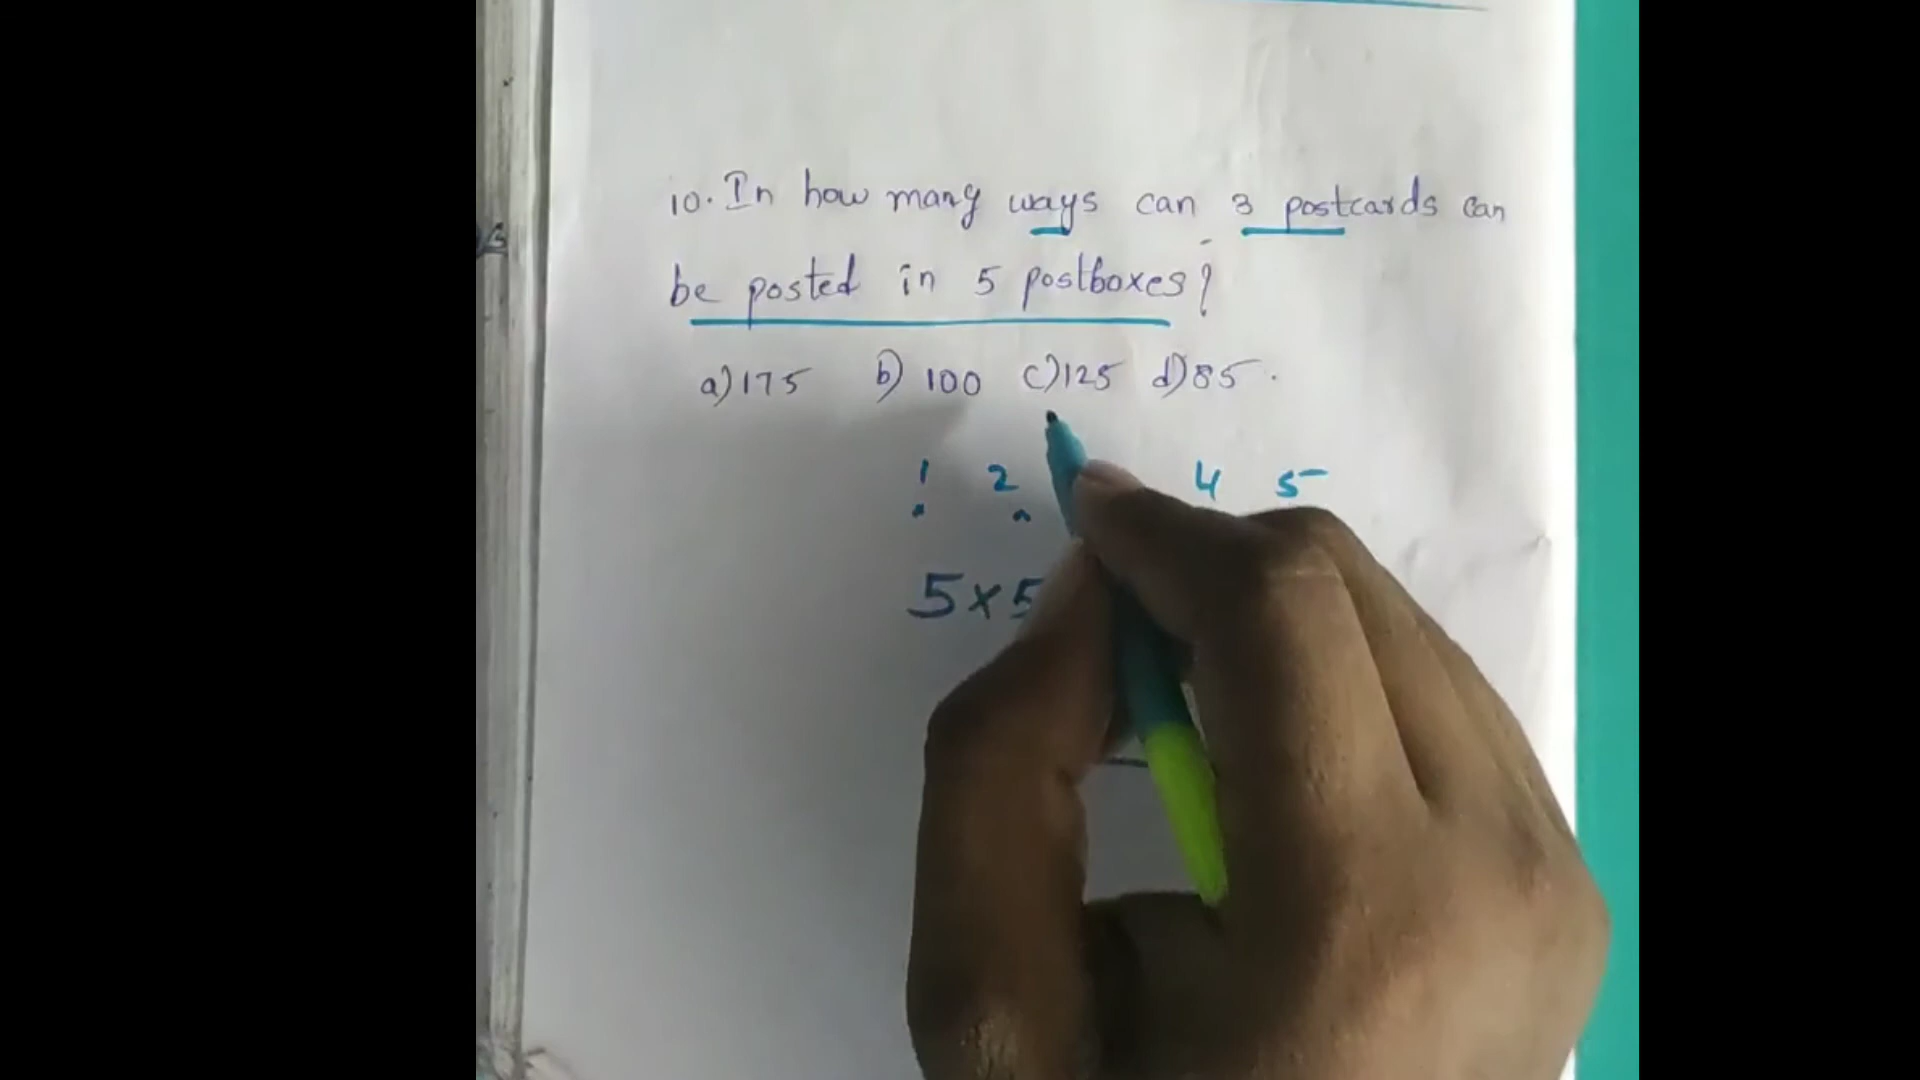 10. In how many ways can 3 postcards can
be posted in 5 postboxes?
a) 175 b) 100 c) 125 d) 85.
1 2 4 5
5 × 5